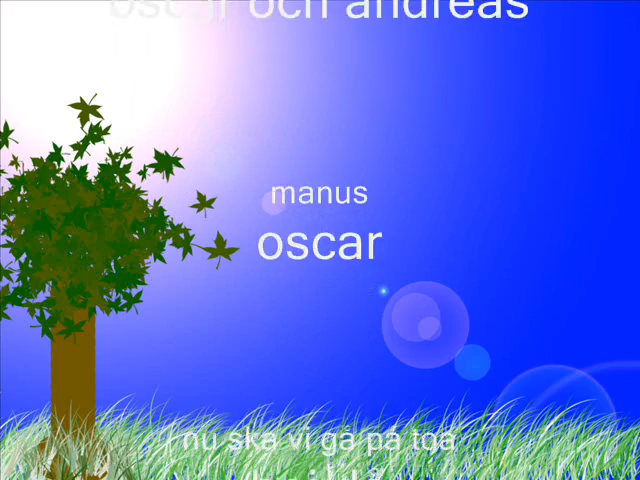 oscar och andreas
manus
oscar
nu ska vi gå på toa